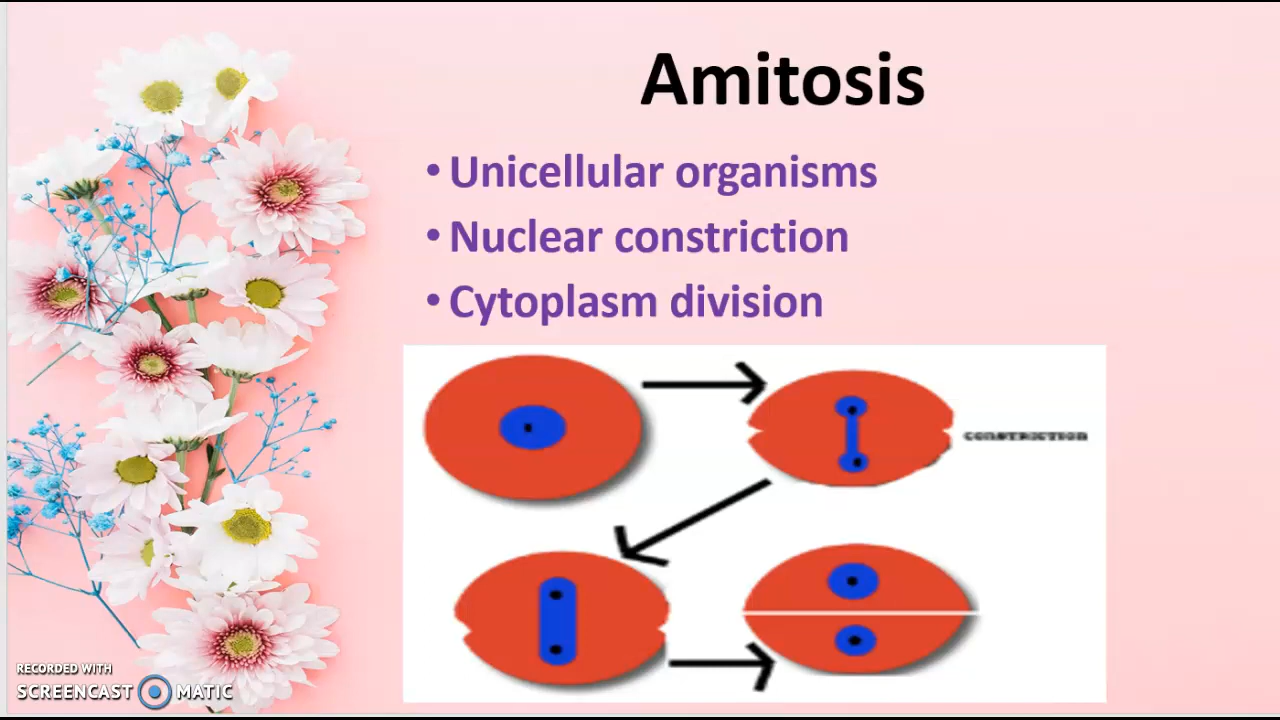 Amitosis
• Unicellular organisms
• Nuclear constriction
• Cytoplasm division
CONSTRICTION
RECORDED WITH
SCREENCAST MATIC